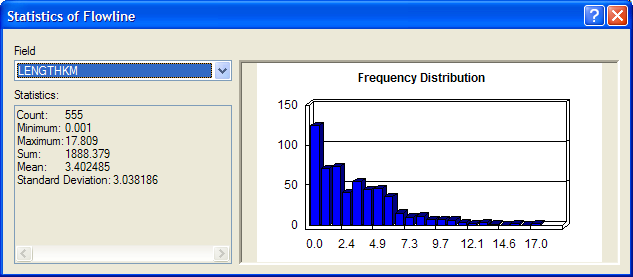 Statistics of Flowline
Field
LENGTHKM
Statistics:
Count: 555
Minimum: 0.001
Maximum: 17.809
Sum: 1888.379
Mean: 3.402485
Standard Deviation: 3.038186
Frequency Distribution
150
100
50
0
0.0 2.4 4.9 7.3 9.7 12.1 14.6 17.0